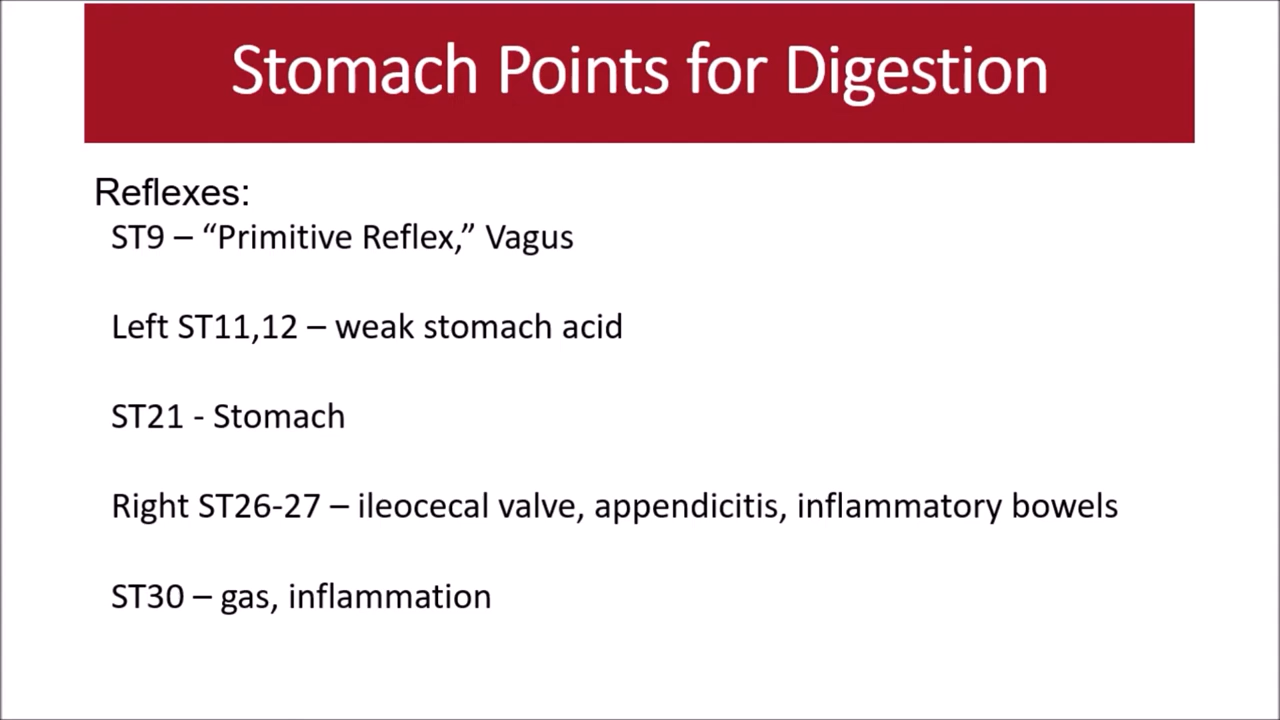 Stomach Points for Digestion
Reflexes:
ST9 – “Primitive Reflex,” Vagus
Left ST11,12 – weak stomach acid
ST21 - Stomach
Right ST26-27 – ileocecal valve, appendicitis, inflammatory bowels
ST30 – gas, inflammation